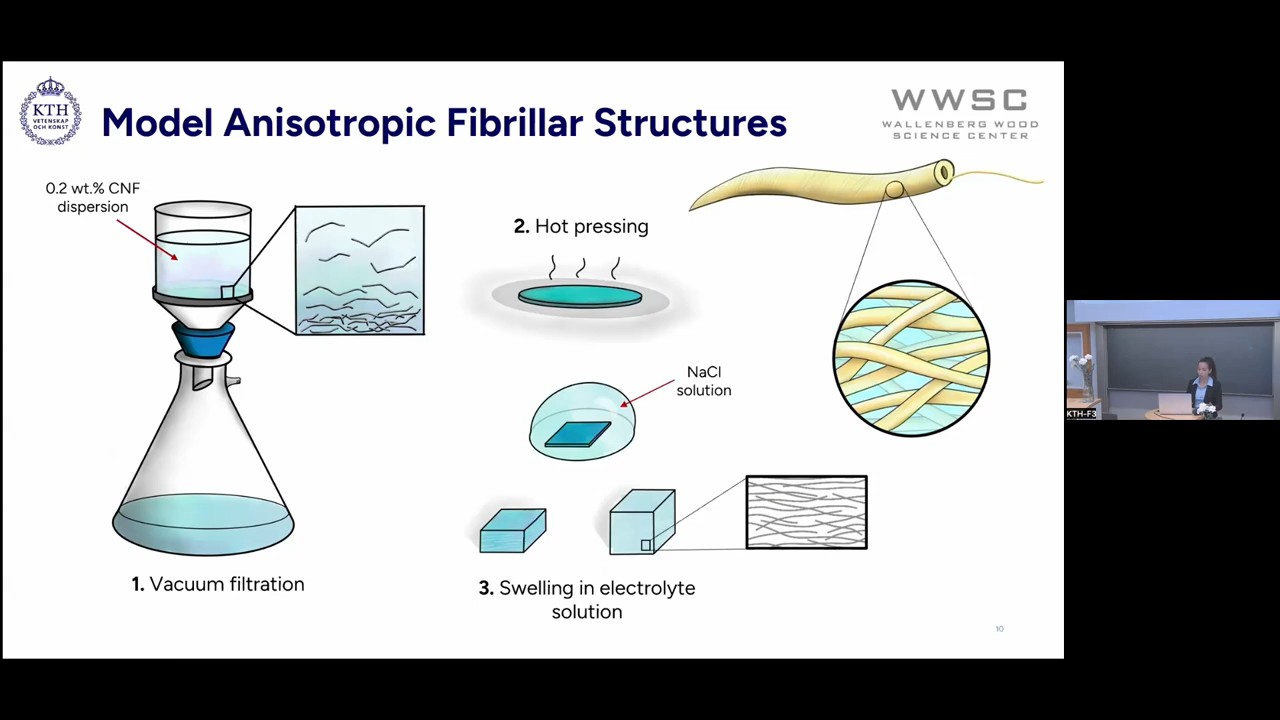 KTH
VETENSKAP
OCH KONST
Model Anisotropic Fibrillar Structures
WWSC
WALLENBERG WOOD
SCIENCE CENTER
0.2 wt.% CNF
dispersion
2. Hot pressing
NaCl
solution
1. Vacuum filtration
3. Swelling in electrolyte
solution
10
KTH-F3